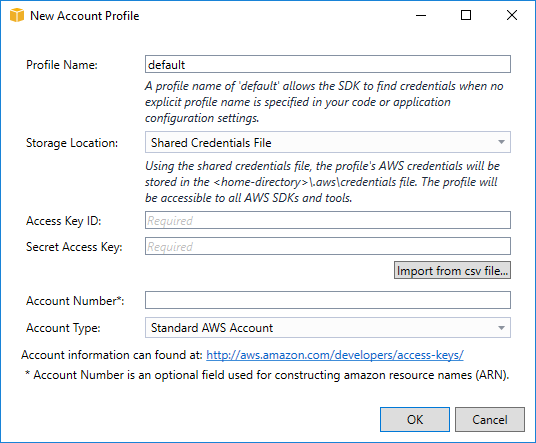 New Account Profile
Profile Name: default
A profile name of 'default' allows the SDK to find credentials when no
explicit profile name is specified in your code or application
configuration settings.
Storage Location: Shared Credentials File
Using the shared credentials file, the profile's AWS credentials will be
stored in the <home-directory>\.aws\credentials file. The profile will
be accessible to all AWS SDKs and tools.
Access Key ID: Required
Secret Access Key: Required
Import from csv file...
Account Number*:
Account Type: Standard AWS Account
Account information can found at: http://aws.amazon.com/developers/access-keys/
* Account Number is an optional field used for constructing amazon resource names (ARN).
OK Cancel